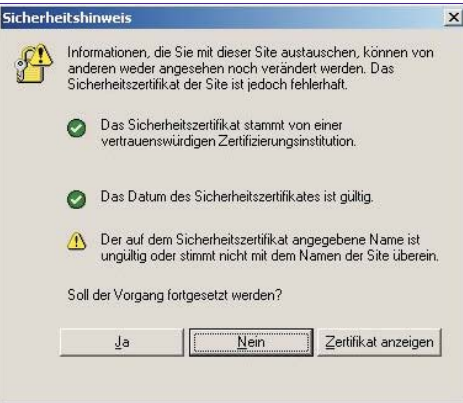 Sicherheitshinweis
Informationen, die Sie mit dieser Site austauschen, können von
anderen weder angesehen noch verändert werden. Das
Sicherheitszertifikat der Site ist jedoch fehlerhaft.
Das Sicherheitszertifikat stammt von einer
vertrauenswürdigen Zertifizierungsinstitution.
Das Datum des Sicherheitszertifikates ist gültig.
Der auf dem Sicherheitszertifikat angegebene Name ist
ungültig oder stimmt nicht mit dem Namen der Site überein.
Soll der Vorgang fortgesetzt werden?
Ja Nein Zertifikat anzeigen